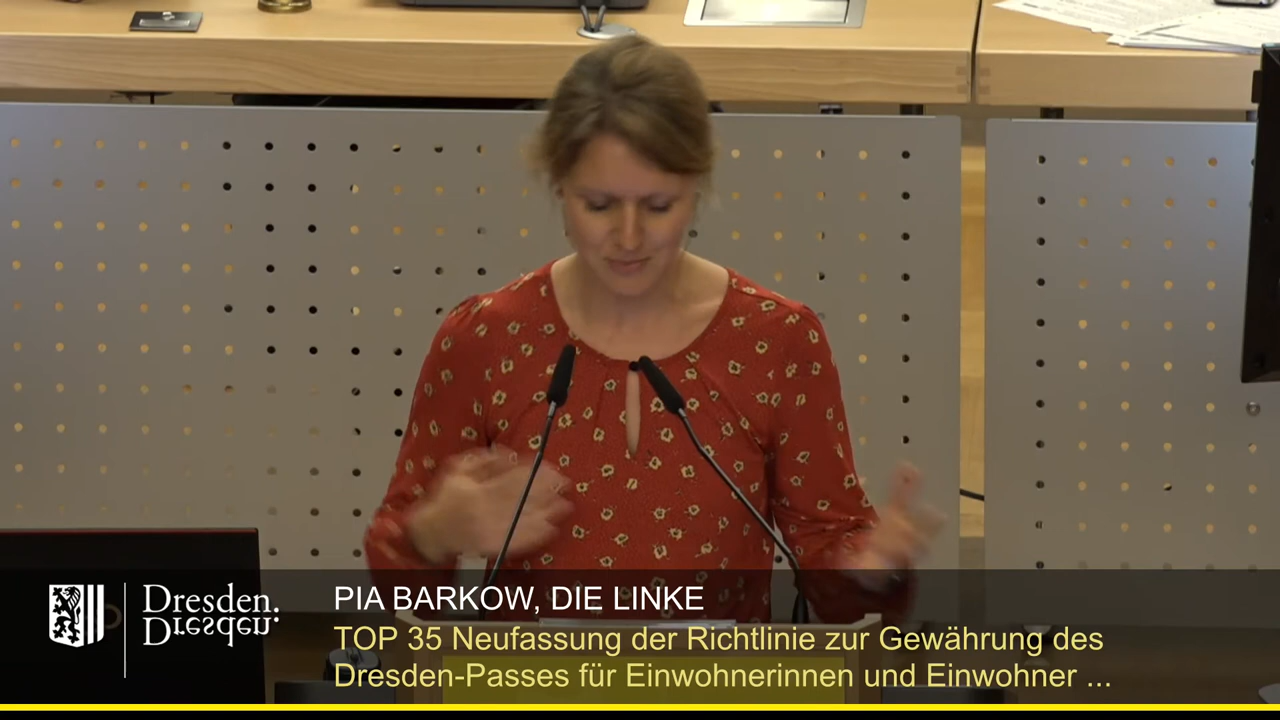 Dresden.
Dresden.
PIA BARKOW, DIE LINKE
TOP 35 Neufassung der Richtlinie zur Gewährung des
Dresden-Passes für Einwohnerinnen und Einwohner ...